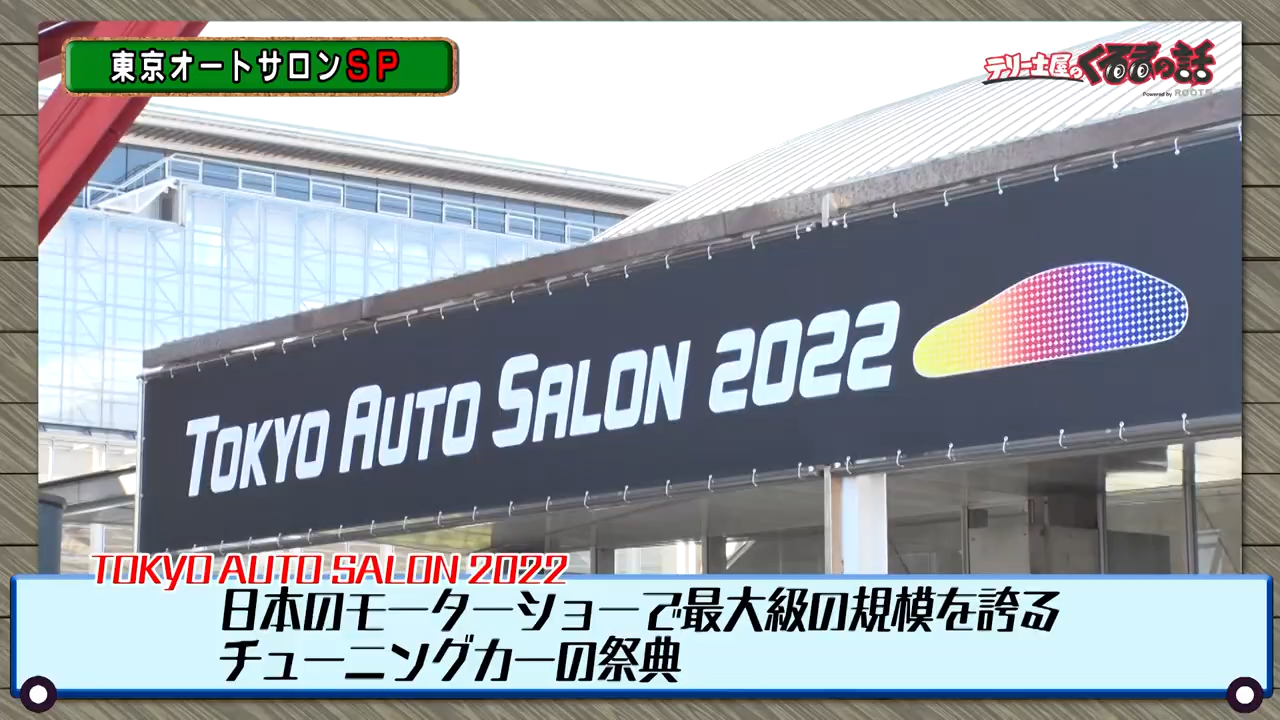 東京オートサロンSP
テリー土屋のくるまの話
Powered by ROOTS
TOKYO AUTO SALON 2022
TOKYO AUTO SALON 2022
日本のモーターショーで最大級の規模を誇る
チューニングカーの祭典